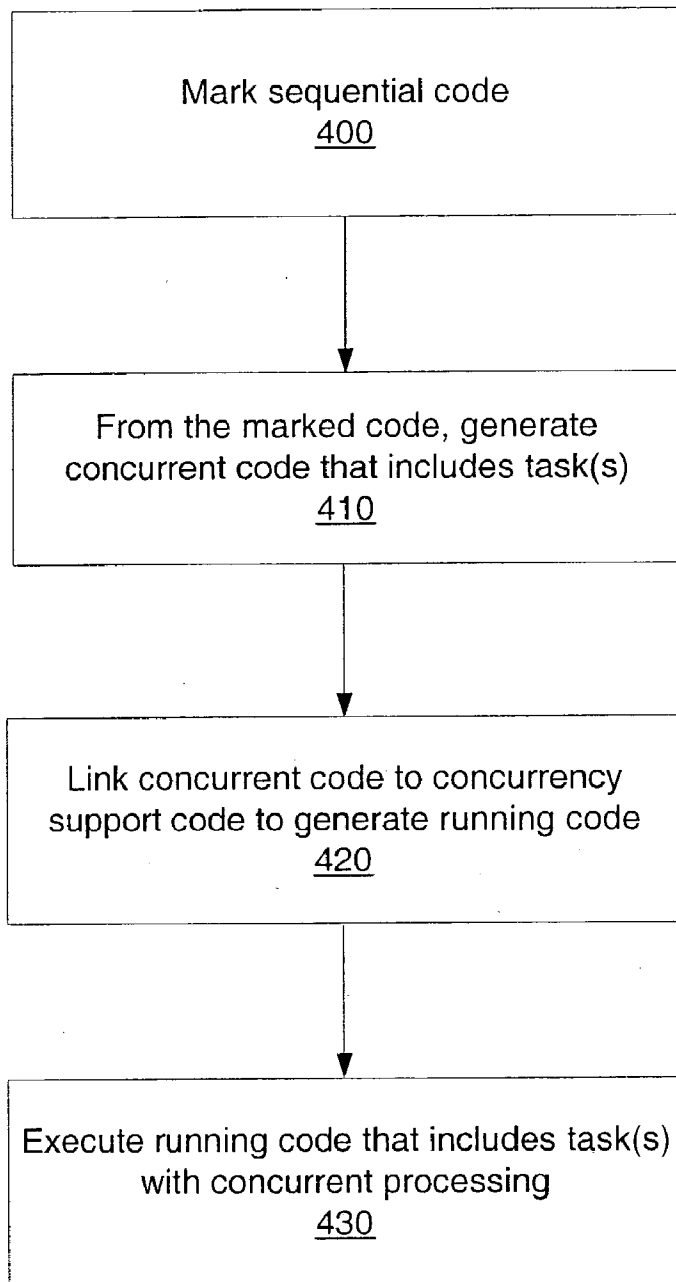 Mark sequential code
400
From the marked code, generate
concurrent code that includes task(s)
410
Link concurrent code to concurrency
support code to generate running code
420
Execute running code that includes task(s)
with concurrent processing
430